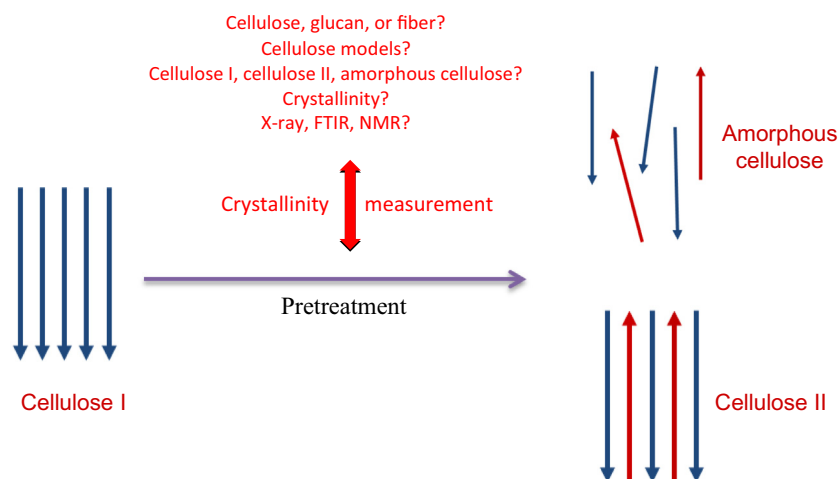 Cellulose, glucan, or fiber?
Cellulose models?
Cellulose I, cellulose II, amorphous cellulose?
Crystallinity?
X-ray, FTIR, NMR?
Crystallinity measurement
Pretreatment
Cellulose I
Amorphous
cellulose
Cellulose II